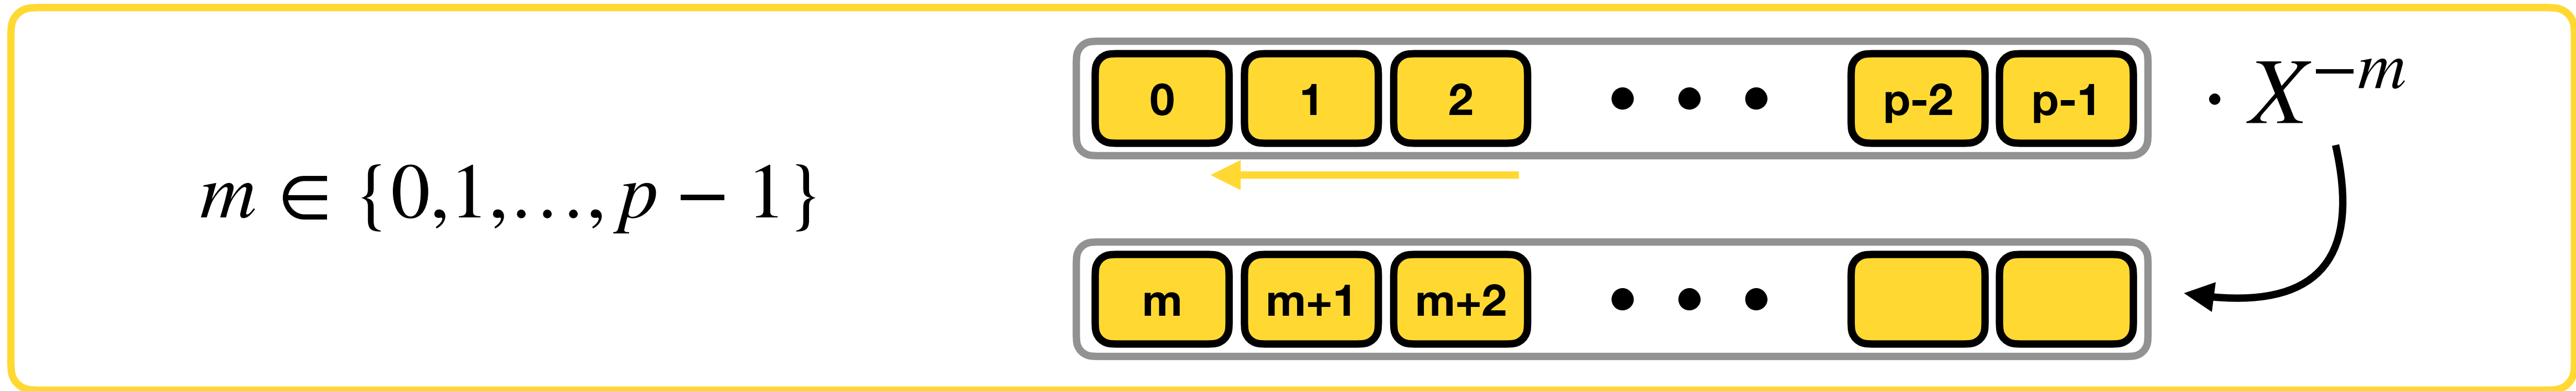 0 1 2 • • • p-2 p-1 · X^{−m}
m ∈ {0,1,…, p − 1}
m m+1 m+2 • • •